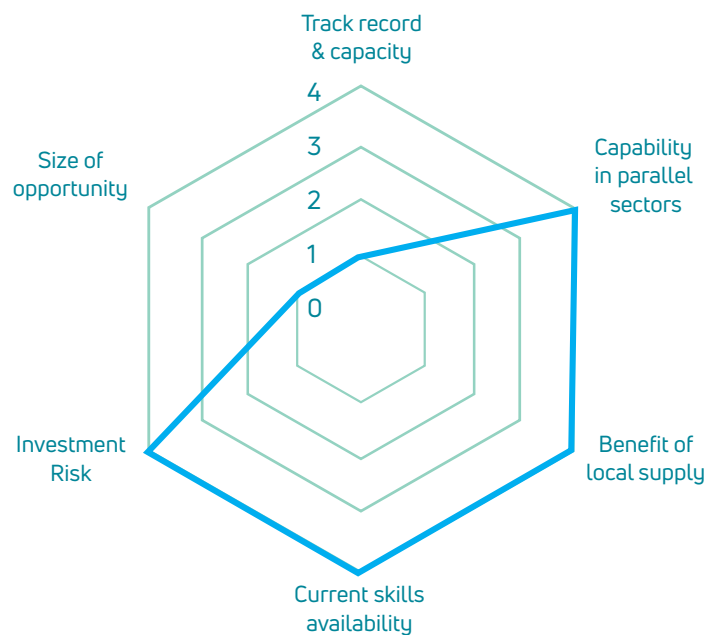 Track record
& capacity
4
3
2
1
0
Size of
opportunity
Capability
in parallel
sectors
Investment
Risk
Benefit of
local supply
Current skills
availability